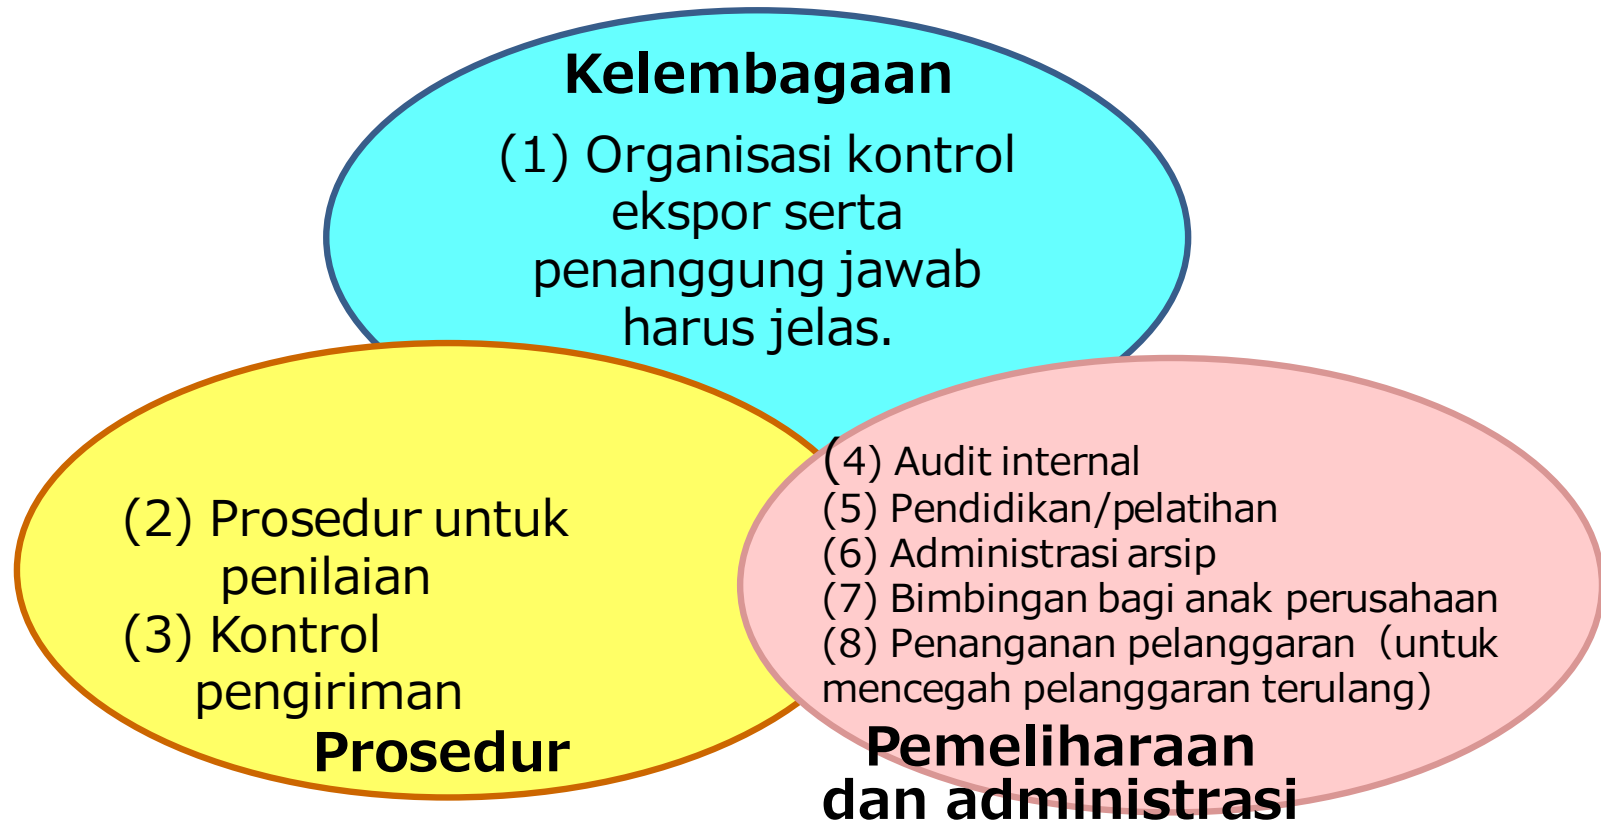 Kelembagaan
(1) Organisasi kontrol
ekspor serta
penanggung jawab
harus jelas.
(2) Prosedur untuk
penilaian
(3) Kontrol
pengiriman
Prosedur
(4) Audit internal
(5) Pendidikan/pelatihan
(6) Administrasi arsip
(7) Bimbingan bagi anak perusahaan
(8) Penanganan pelanggaran（untuk
mencegah pelanggaran terulang)
Pemeliharaan
dan administrasi